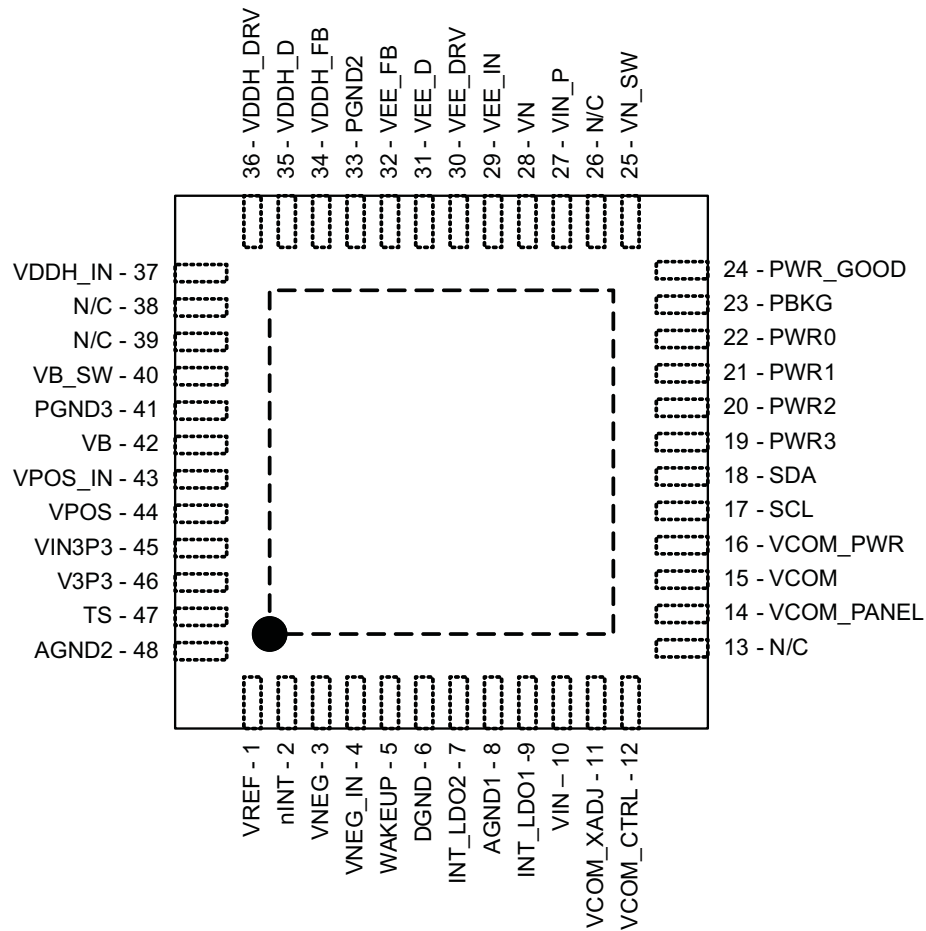 36 - VDDH_DRV
35 - VDDH_D
34 - VDDH_FB
33 - PGND2
32 - VEE_FB
31 - VEE_D
30 - VEE_DRV
29 - VEE_IN
28 - VN
27 - VIN_P
26 - N/C
25 - VN_SW
VDDH_IN - 37
N/C - 38
N/C - 39
VB_SW - 40
PGND3 - 41
VB - 42
VPOS_IN - 43
VPOS - 44
VIN3P3 - 45
V3P3 - 46
TS - 47
AGND2 - 48
24 - PWR_GOOD
23 - PBKG
22 - PWR0
21 - PWR1
20 - PWR2
19 - PWR3
18 - SDA
17 - SCL
16 - VCOM_PWR
15 - VCOM
14 - VCOM_PANEL
13 - N/C
VREF - 1
nINT - 2
VNEG - 3
VNEG_IN - 4
WAKEUP - 5
DGND - 6
INT_LDO2 - 7
AGND1 - 8
INT_LDO1 -9
VIN – 10
VCOM_XADJ - 11
VCOM_CTRL - 12